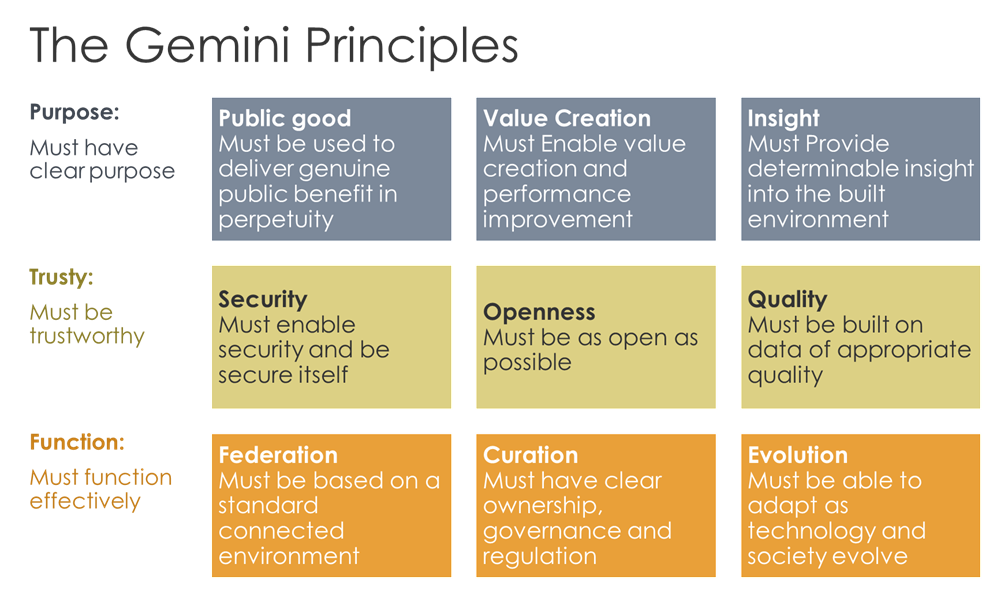 The Gemini Principles
Purpose:
Must have
clear purpose
Public good
Must be used to
deliver genuine
public benefit in
perpetuity
Value Creation
Must Enable value
creation and
performance
improvement
Insight
Must Provide
determinable insight
into the built
environment
Trusty:
Must be
trustworthy
Security
Must enable
security and be
secure itself
Openness
Must be as open as
possible
Quality
Must be built on
data of appropriate
quality
Function:
Must function
effectively
Federation
Must be based on a
standard
connected
environment
Curation
Must have clear
ownership,
governance and
regulation
Evolution
Must be able to
adapt as
technology and
society evolve